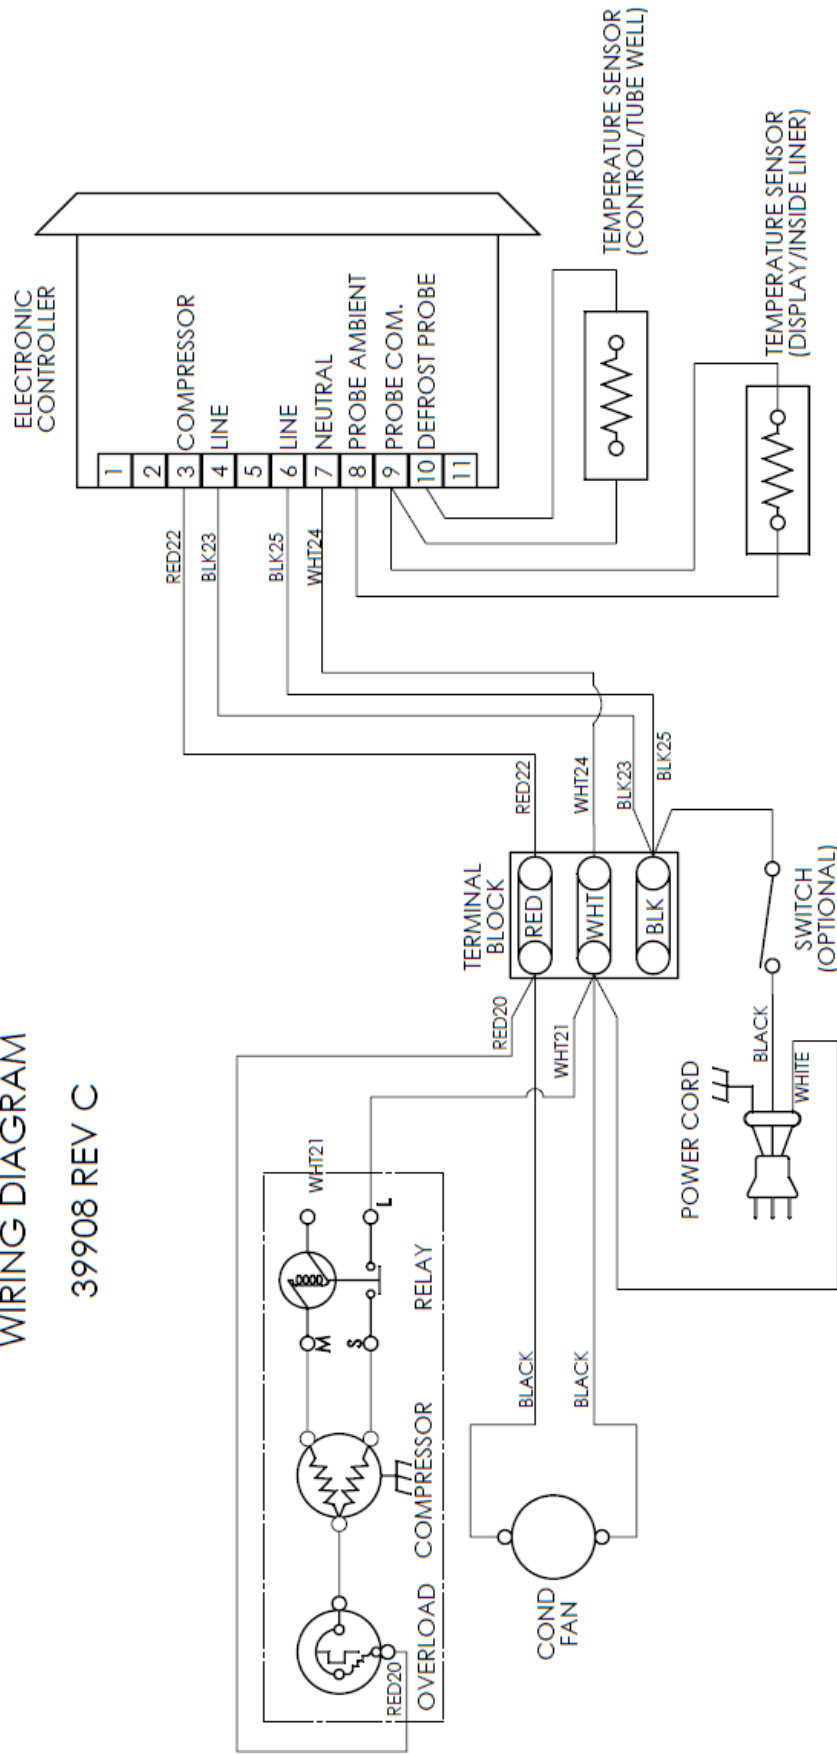 WIRING DIAGRAM
39908 REV C
ELECTRONIC
CONTROLLER
1
2
3 COMPRESSOR
4 LINE
5
6 LINE
7 NEUTRAL
8 PROBE AMBIENT
9 PROBE COM.
10 DEFROST PROBE
11
RED22
BLK23
BLK25
WHT24
TEMPERATURE SENSOR
(CONTROL/TUBE WELL)
TEMPERATURE SENSOR
(DISPLAY/INSIDE LINER)
RED22
WHT24
BLK23
BLK25
TERMINAL
BLOCK
RED
WHT
BLK
RED20
WHT21
SWITCH
(OPTIONAL)
BLACK
WHITE
POWER CORD
WHT21
L
M
S
RELAY
COMPRESSOR
OVERLOAD
RED20
BLACK
BLACK
COND
FAN